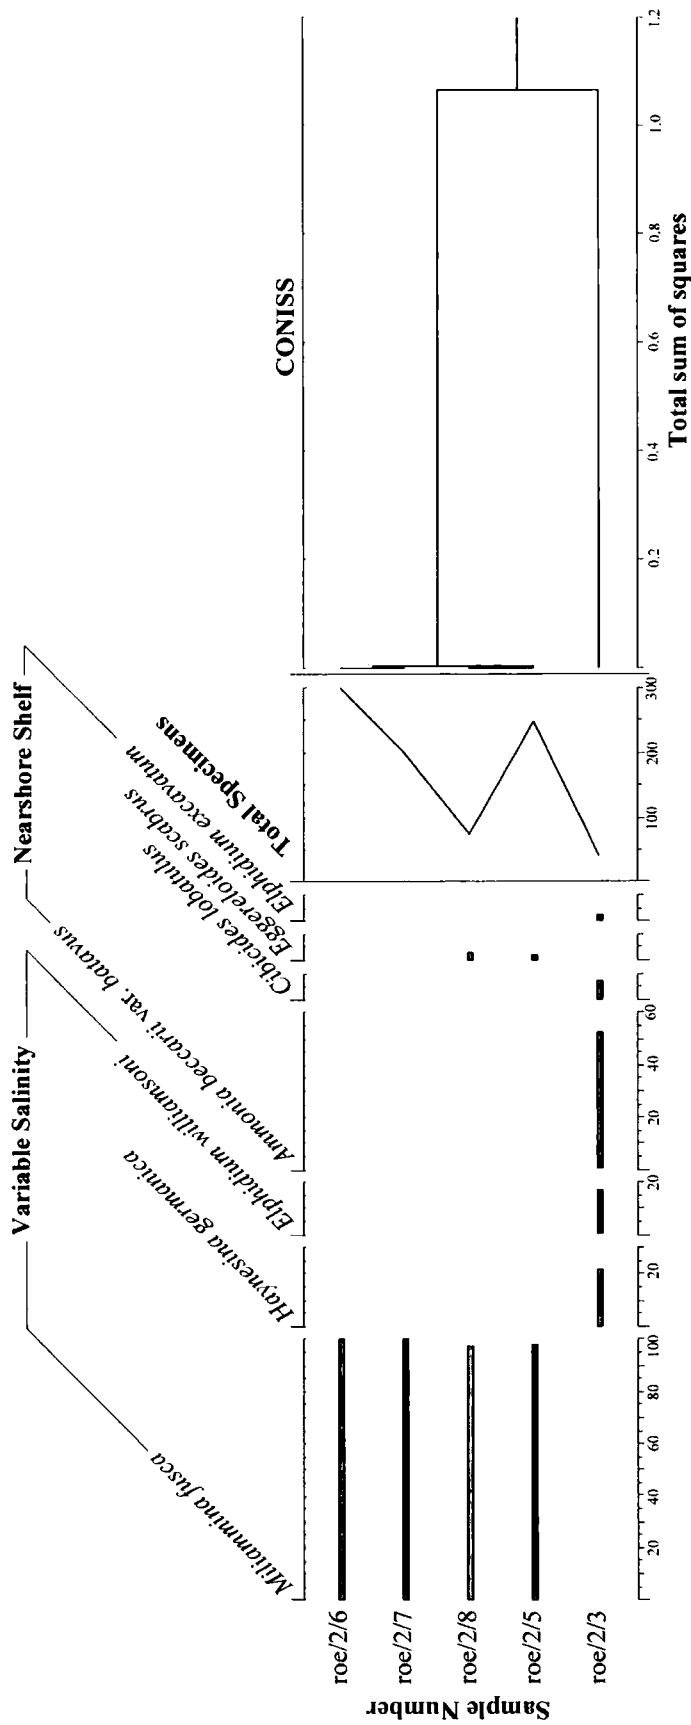 Variable Salinity
Nearshore Shelf
Miliammina fusca
Haynesina germanica
Elphidium williamsoni
Ammonia beccarii var. batavus
Cibicides lobatulus
Eggereloides scabrus
Elphidium excavatum
Total Specimens
CONISS
Sample Number
roe/2/6
roe/2/7
roe/2/8
roe/2/5
roe/2/3
20 40 60 80 100
20
20
20 40 60
100 200 300
0.2 0.4 0.6 0.8 1.0 1.2
Total sum of squares